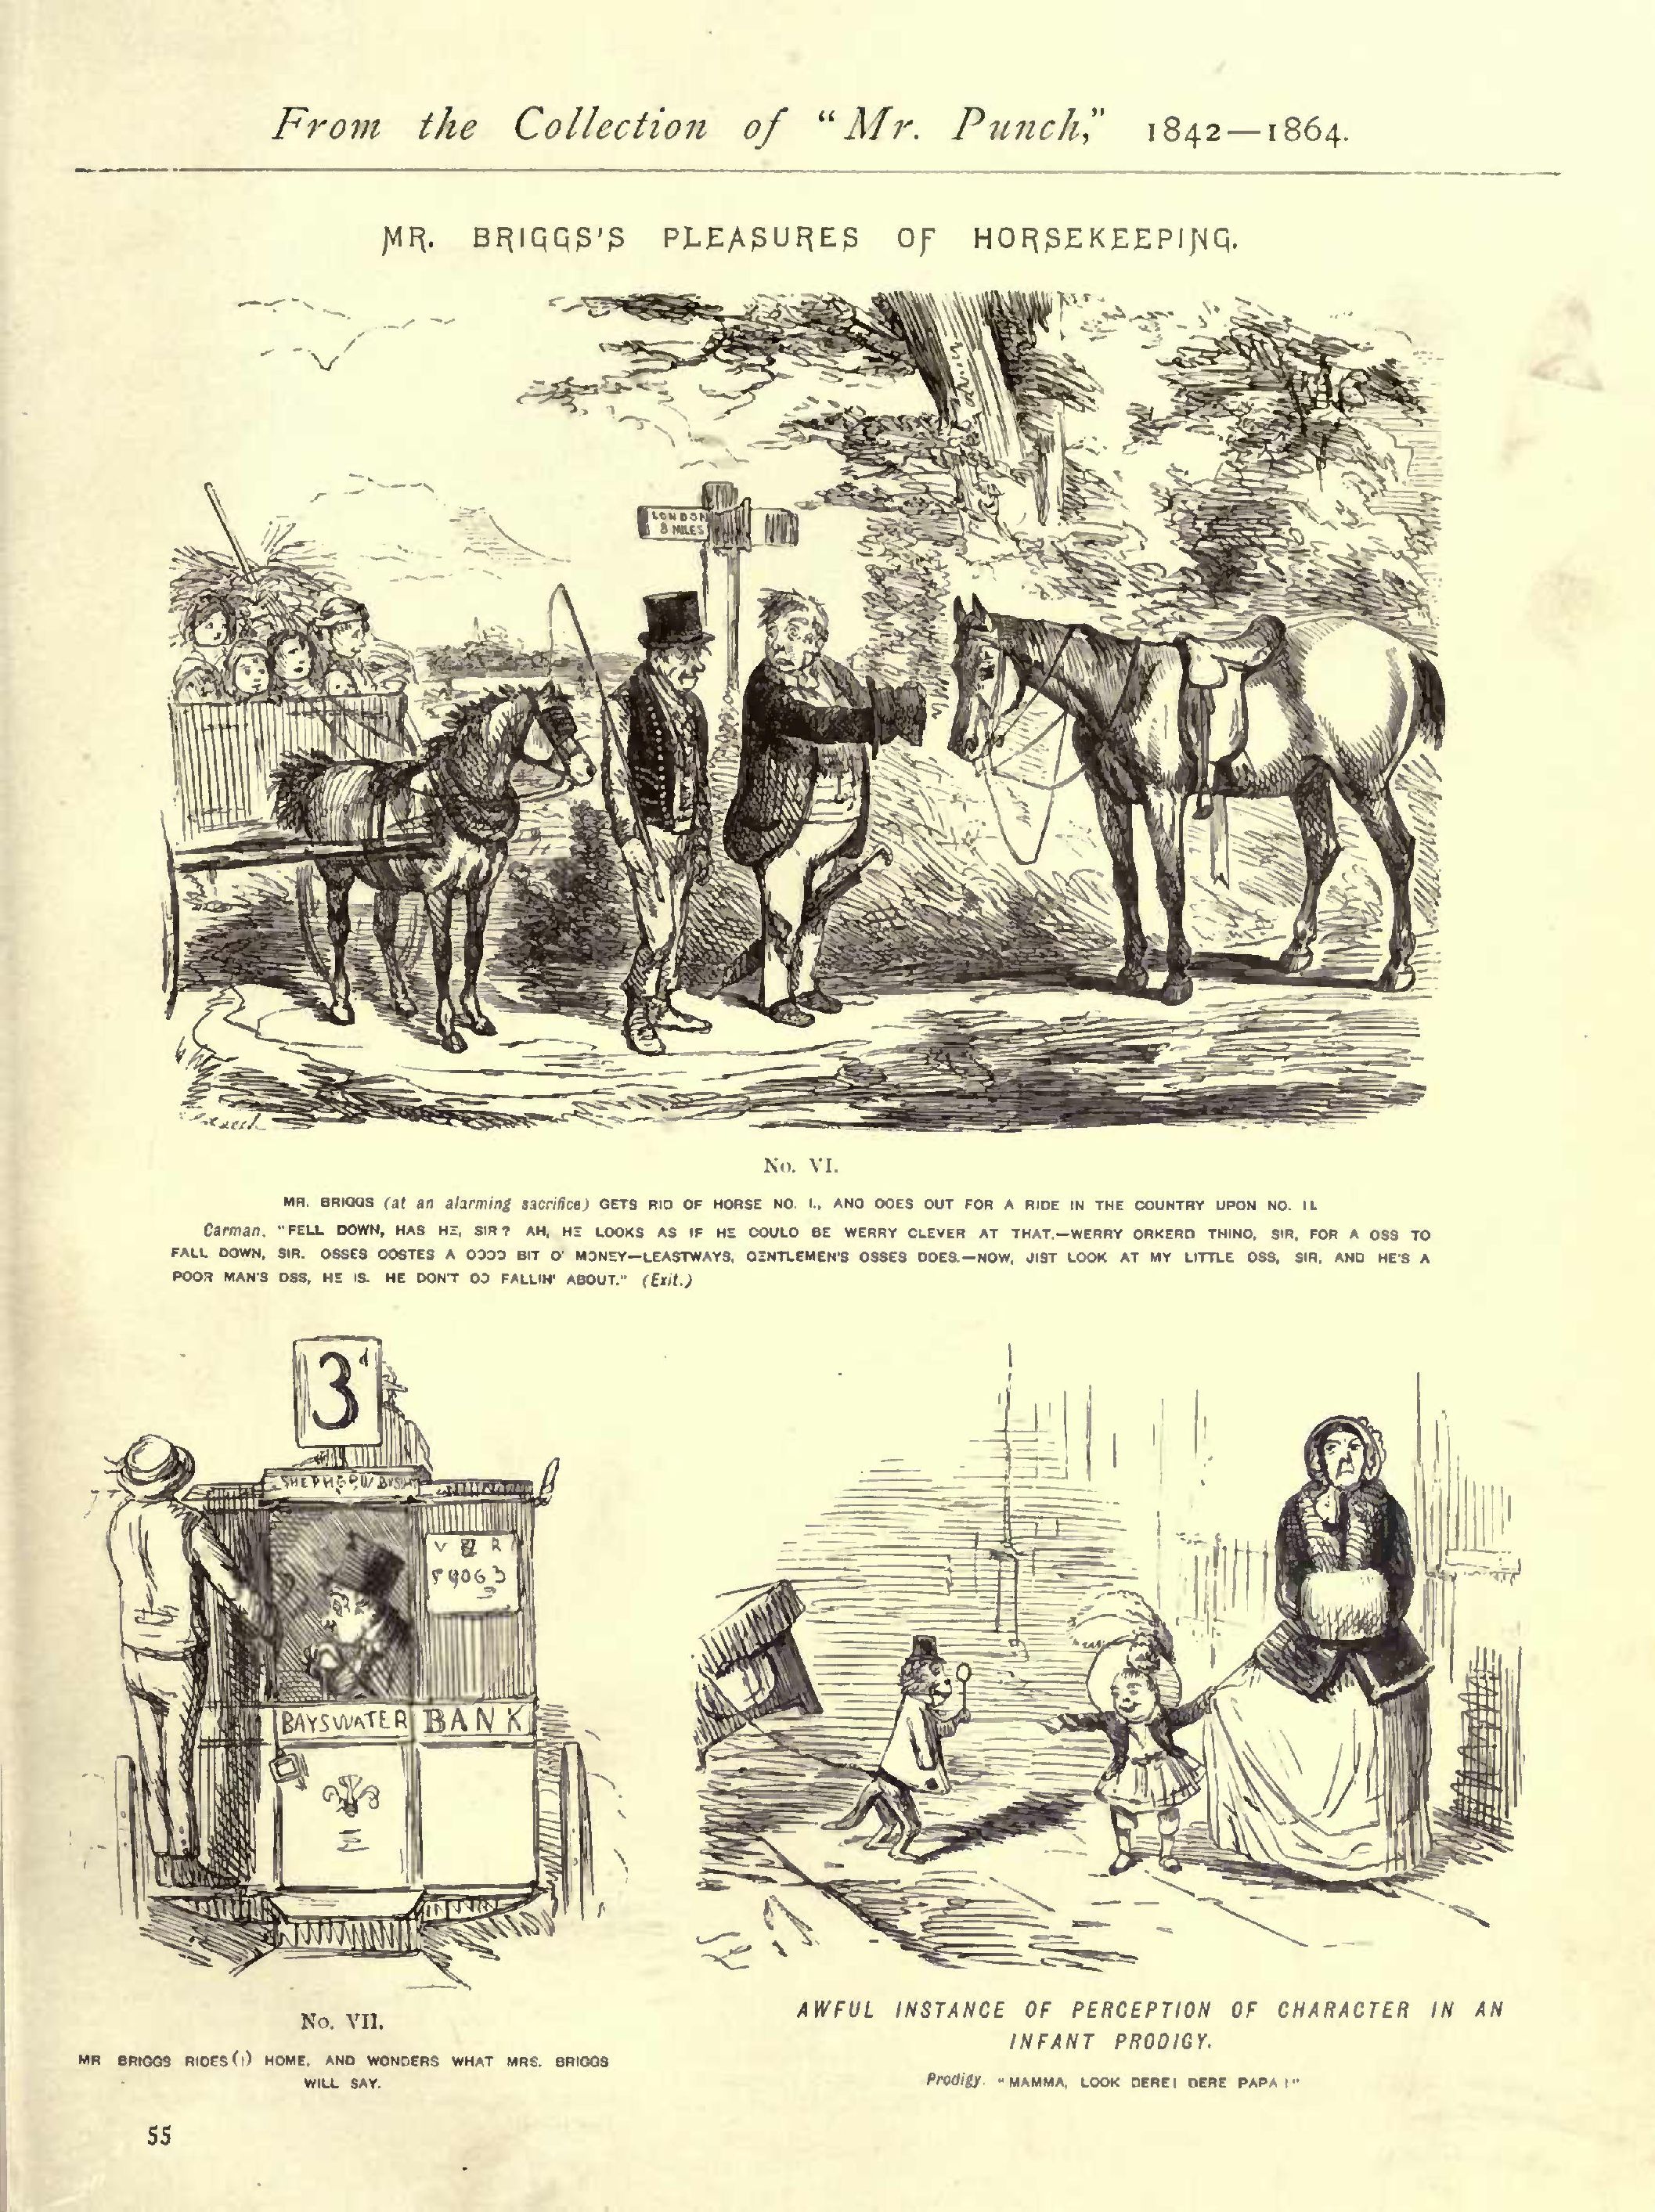 From the Collection of "Mr. Punch," 1842—1864.
MR. BRIGGS'S PLEASURES OF HORSEKEEPING.
LONDON
8 MILES
Leech
No. VI.
MR. BRIGGS (at an alarming sacrifice) GETS RID OF HORSE NO. I., AND GOES OUT FOR A RIDE IN THE COUNTRY UPON NO. II.
Carman. "FELL DOWN, HAS HE, SIR? AH, HE LOOKS AS IF HE COULD BE WERRY CLEVER AT THAT.—WERRY ORKERD THING, SIR, FOR A OSS TO
FALL DOWN, SIR. OSSES COSTES A GOOD BIT O' MONEY—LEASTWAYS, GENTLEMEN'S OSSES DOES.—NOW, JIST LOOK AT MY LITTLE OSS, SIR, AND HE'S A
POOR MAN'S OSS, HE IS. HE DON'T GO FALLIN' ABOUT." (Exit.)
3d
V R
BAYSWATER BANK
No. VII.
MR BRIGGS RIDES(!) HOME, AND WONDERS WHAT MRS. BRIGGS
WILL SAY.
AWFUL INSTANCE OF PERCEPTION OF CHARACTER IN AN
INFANT PRODIGY.
Prodigy. "MAMMA, LOOK DERE! DERE PAPA!"
55